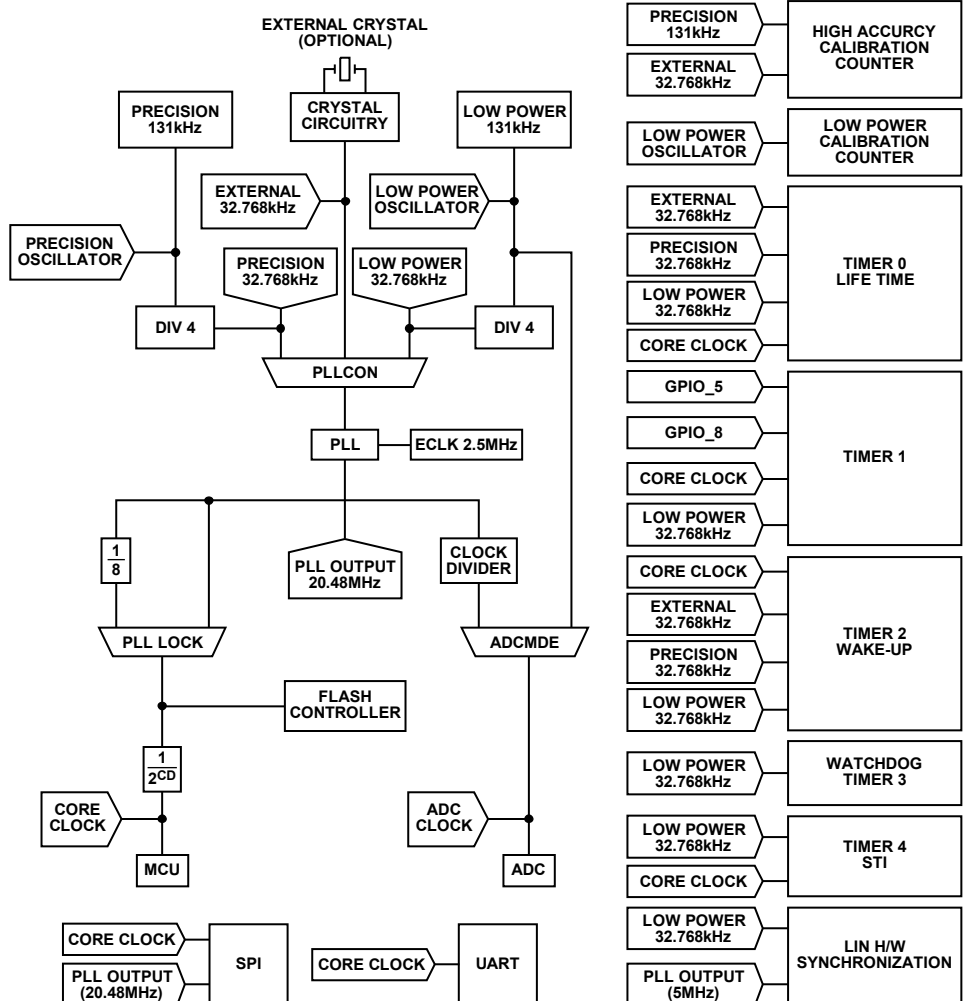 EXTERNAL CRYSTAL
(OPTIONAL)
PRECISION
131kHz
CRYSTAL
CIRCUITRY
LOW POWER
131kHz
EXTERNAL
32.768kHz
LOW POWER
OSCILLATOR
PRECISION
OSCILLATOR
PRECISION
32.768kHz
LOW POWER
32.768kHz
DIV 4
DIV 4
PLLCON
PLL
ECLK 2.5MHz
1
8
PLL OUTPUT
20.48MHz
CLOCK
DIVIDER
PLL LOCK
ADCMDE
FLASH
CONTROLLER
1
2CD
CORE
CLOCK
ADC
CLOCK
MCU
ADC
CORE CLOCK
PLL OUTPUT
(20.48MHz)
SPI
CORE CLOCK
UART
PRECISION
131kHz
EXTERNAL
32.768kHz
HIGH ACCURCY
CALIBRATION
COUNTER
LOW POWER
OSCILLATOR
LOW POWER
CALIBRATION
COUNTER
EXTERNAL
32.768kHz
PRECISION
32.768kHz
LOW POWER
32.768kHz
CORE CLOCK
TIMER 0
LIFE TIME
GPIO_5
GPIO_8
CORE CLOCK
LOW POWER
32.768kHz
TIMER 1
CORE CLOCK
EXTERNAL
32.768kHz
PRECISION
32.768kHz
LOW POWER
32.768kHz
TIMER 2
WAKE-UP
LOW POWER
32.768kHz
WATCHDOG
TIMER 3
LOW POWER
32.768kHz
CORE CLOCK
TIMER 4
STI
LOW POWER
32.768kHz
PLL OUTPUT
(5MHz)
LIN H/W
SYNCHRONIZATION